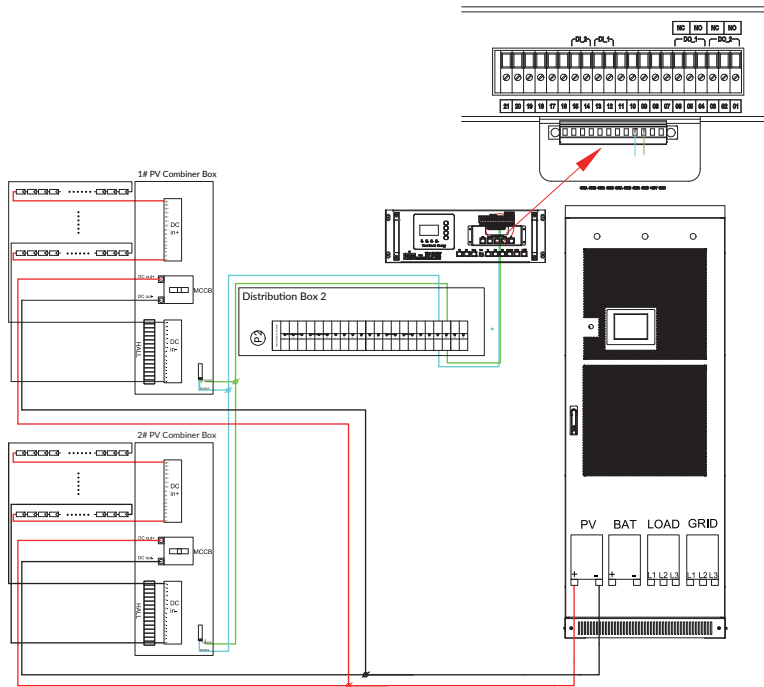 NC NO NC NO
DI_2 DI_1 DO_1 DO_2
21 20 19 18 17 16 15 14 13 12 11 10 09 08 07 06 05 04 03 02 01
1# PV Combiner Box
DC
in+
DC out+
MCCB
DC out-
HALL
DC
in-
Distribution Box 2
P2
2# PV Combiner Box
DC
in+
DC out+
MCCB
DC out-
HALL
DC
in-
PV BAT LOAD GRID
+ - + - L1 L2 L3 L1 L2 L3